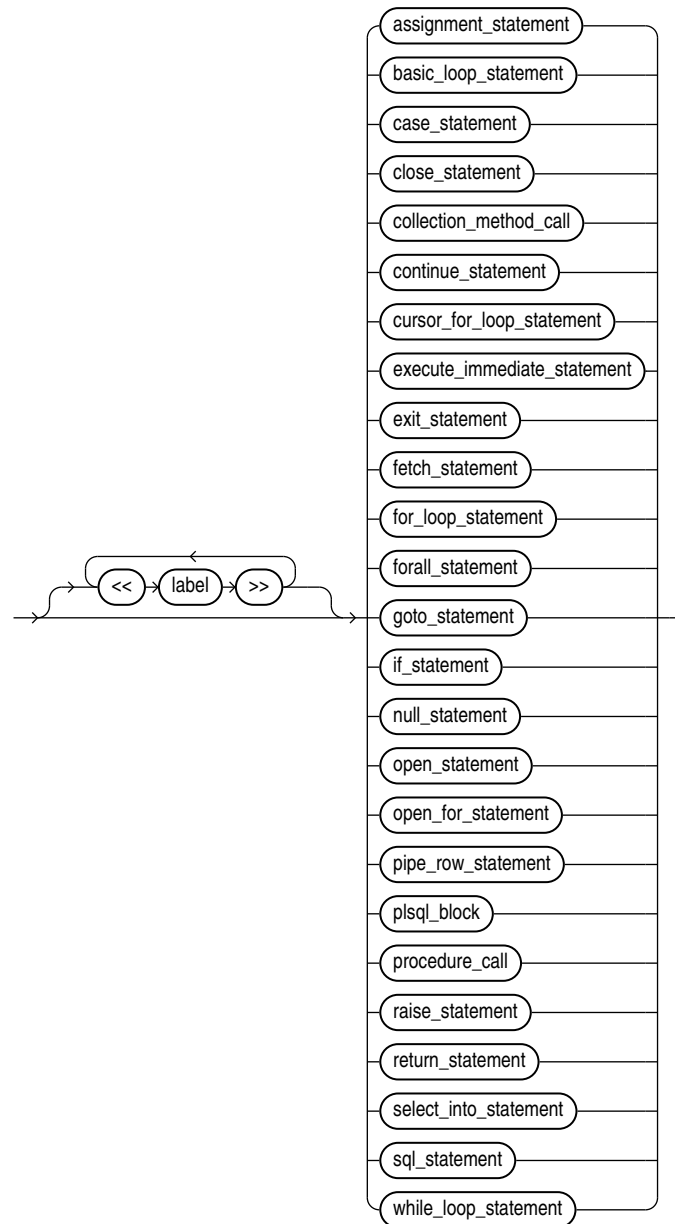 assignment_statement
basic_loop_statement
case_statement
close_statement
collection_method_call
continue_statement
cursor_for_loop_statement
execute_immediate_statement
exit_statement
fetch_statement
for_loop_statement
forall_statement
<< label >>
goto_statement
if_statement
null_statement
open_statement
open_for_statement
pipe_row_statement
plsql_block
procedure_call
raise_statement
return_statement
select_into_statement
sql_statement
while_loop_statement